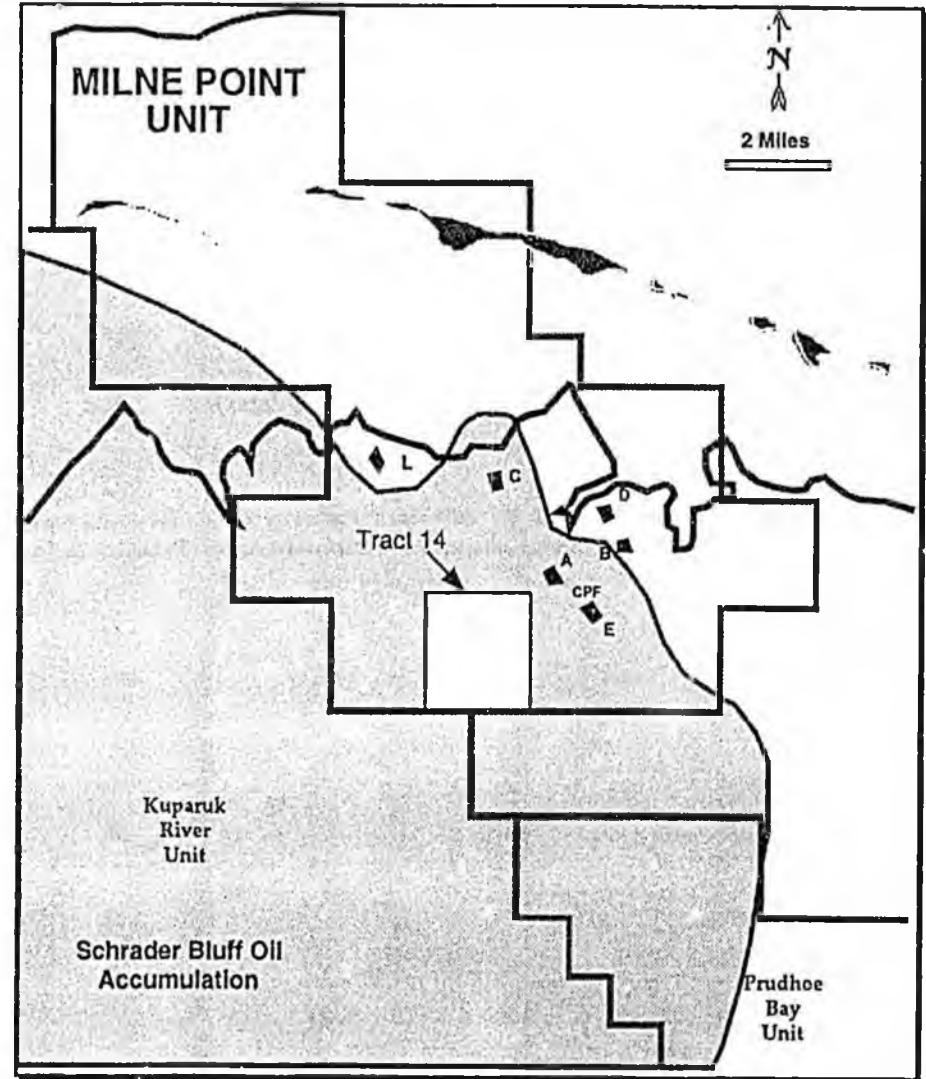 MILNE POINT
UNIT
N
2 Miles
L
C
D
Tract 14
B
A
CPF
E
Kuparuk
River
Unit
Schrader Bluff Oil
Accumulation
Prudhoe
Bay
Unit